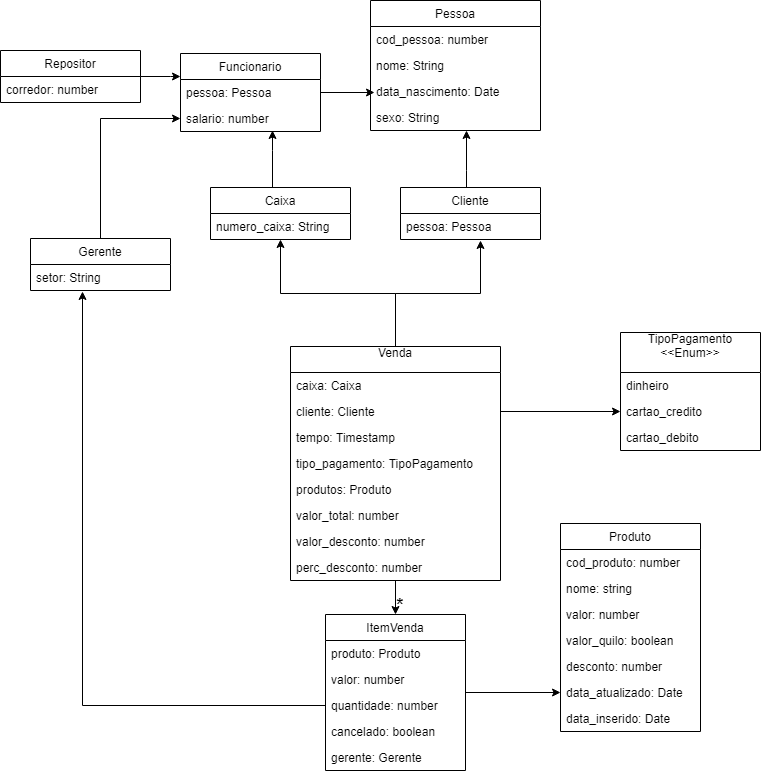 Pessoa
cod_pessoa: number
nome: String
data_nascimento: Date
sexo: String
Repositor
corredor: number
Funcionario
pessoa: Pessoa
salario: number
Caixa
numero_caixa: String
Cliente
pessoa: Pessoa
Gerente
setor: String
Venda
caixa: Caixa
cliente: Cliente
tempo: Timestamp
tipo_pagamento: TipoPagamento
produtos: Produto
valor_total: number
valor_desconto: number
perc_desconto: number
TipoPagamento
<<Enum>>
dinheiro
cartao_credito
cartao_debito
*
ItemVenda
produto: Produto
valor: number
quantidade: number
cancelado: boolean
gerente: Gerente
Produto
cod_produto: number
nome: string
valor: number
valor_quilo: boolean
desconto: number
data_atualizado: Date
data_inserido: Date